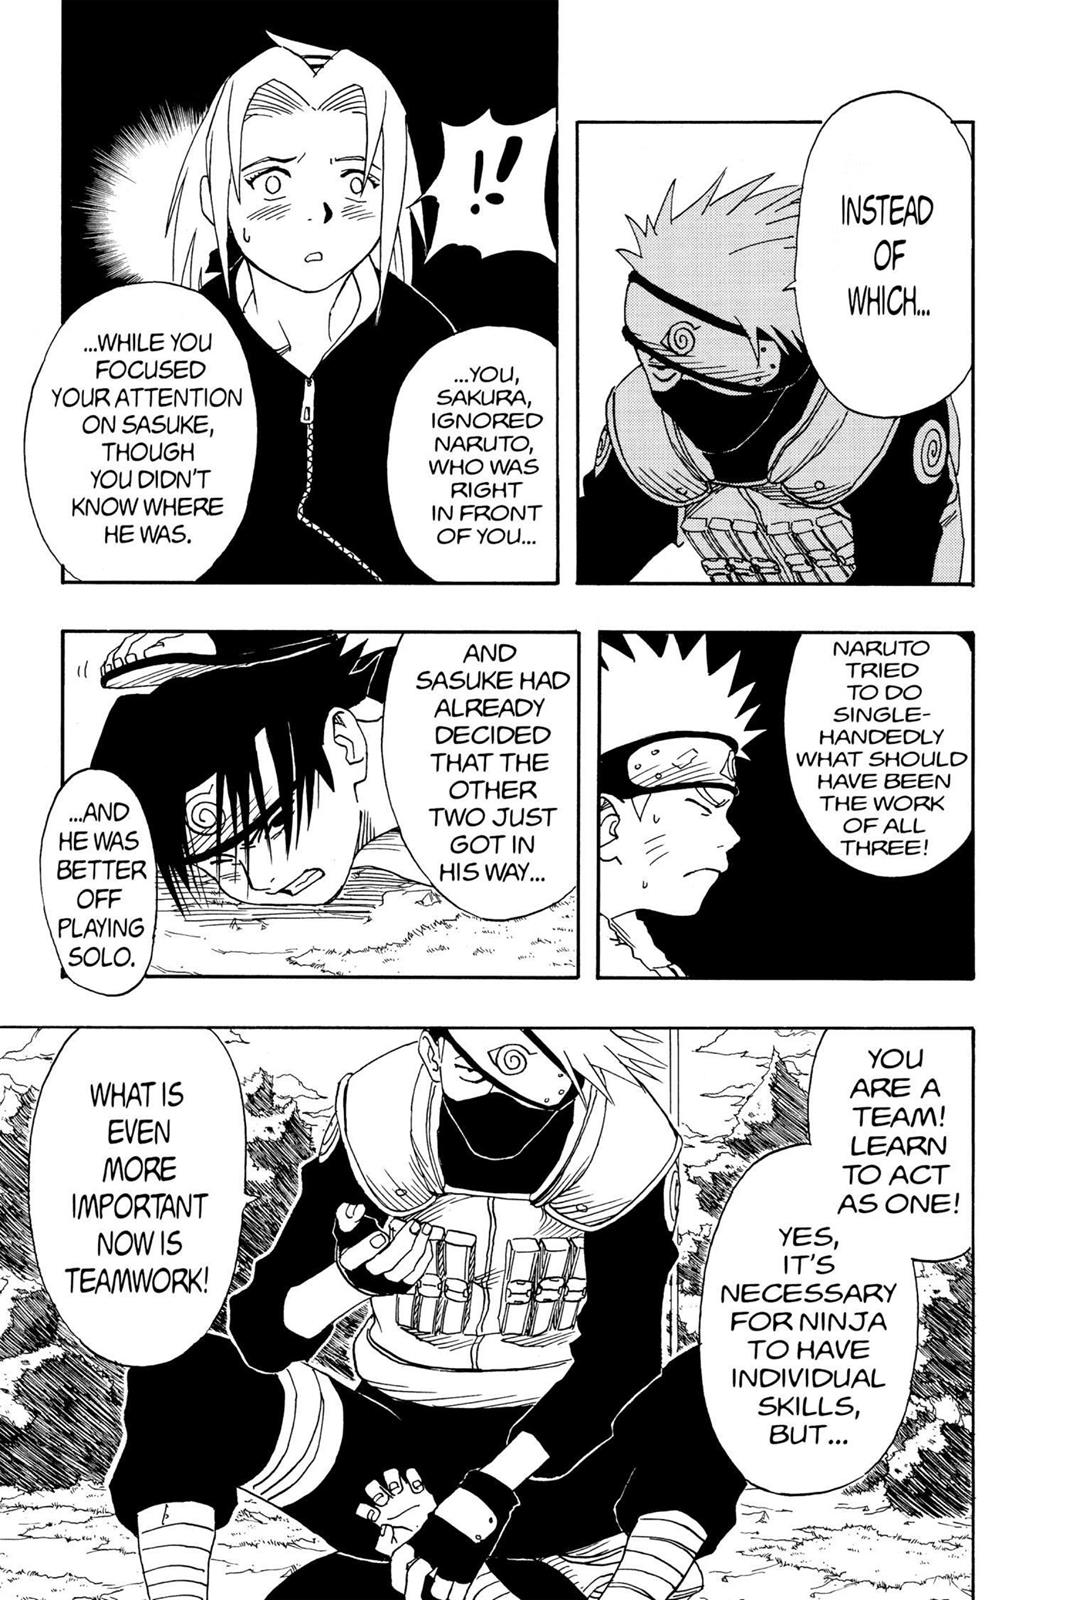 INSTEAD
OF
WHICH...
!!
...YOU,
SAKURA,
IGNORED
NARUTO,
WHO WAS
RIGHT
IN FRONT
OF YOU...
...WHILE YOU
FOCUSED
YOUR ATTENTION
ON SASUKE,
THOUGH
YOU DIDN'T
KNOW WHERE
HE WAS.
NARUTO
TRIED
TO DO
SINGLE-
HANDEDLY
WHAT SHOULD
HAVE BEEN
THE WORK
OF ALL
THREE!
AND
SASUKE HAD
ALREADY
DECIDED
THAT THE
OTHER
TWO JUST
GOT IN
HIS WAY...
...AND
HE WAS
BETTER
OFF
PLAYING
SOLO.
YOU
ARE A
TEAM!
LEARN
TO ACT
AS ONE!
YES,
IT'S
NECESSARY
FOR NINJA
TO HAVE
INDIVIDUAL
SKILLS,
BUT...
WHAT IS
EVEN
MORE
IMPORTANT
NOW IS
TEAMWORK!